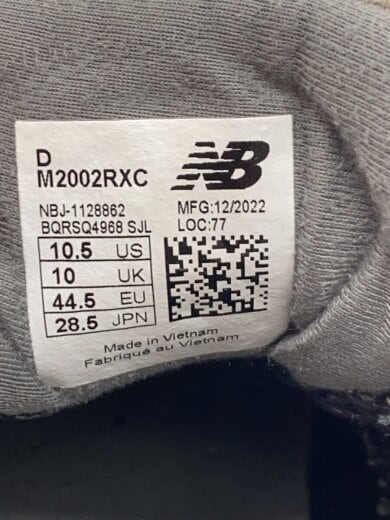 D
M2002RXC
NB
NBJ-1128862
BQRSQ4968 SJL
MFG:12/2022
LOC:77
10.5 US
10 UK
44.5 EU
28.5 JPN
Made in Vietnam
Fabriqué au Vietnam